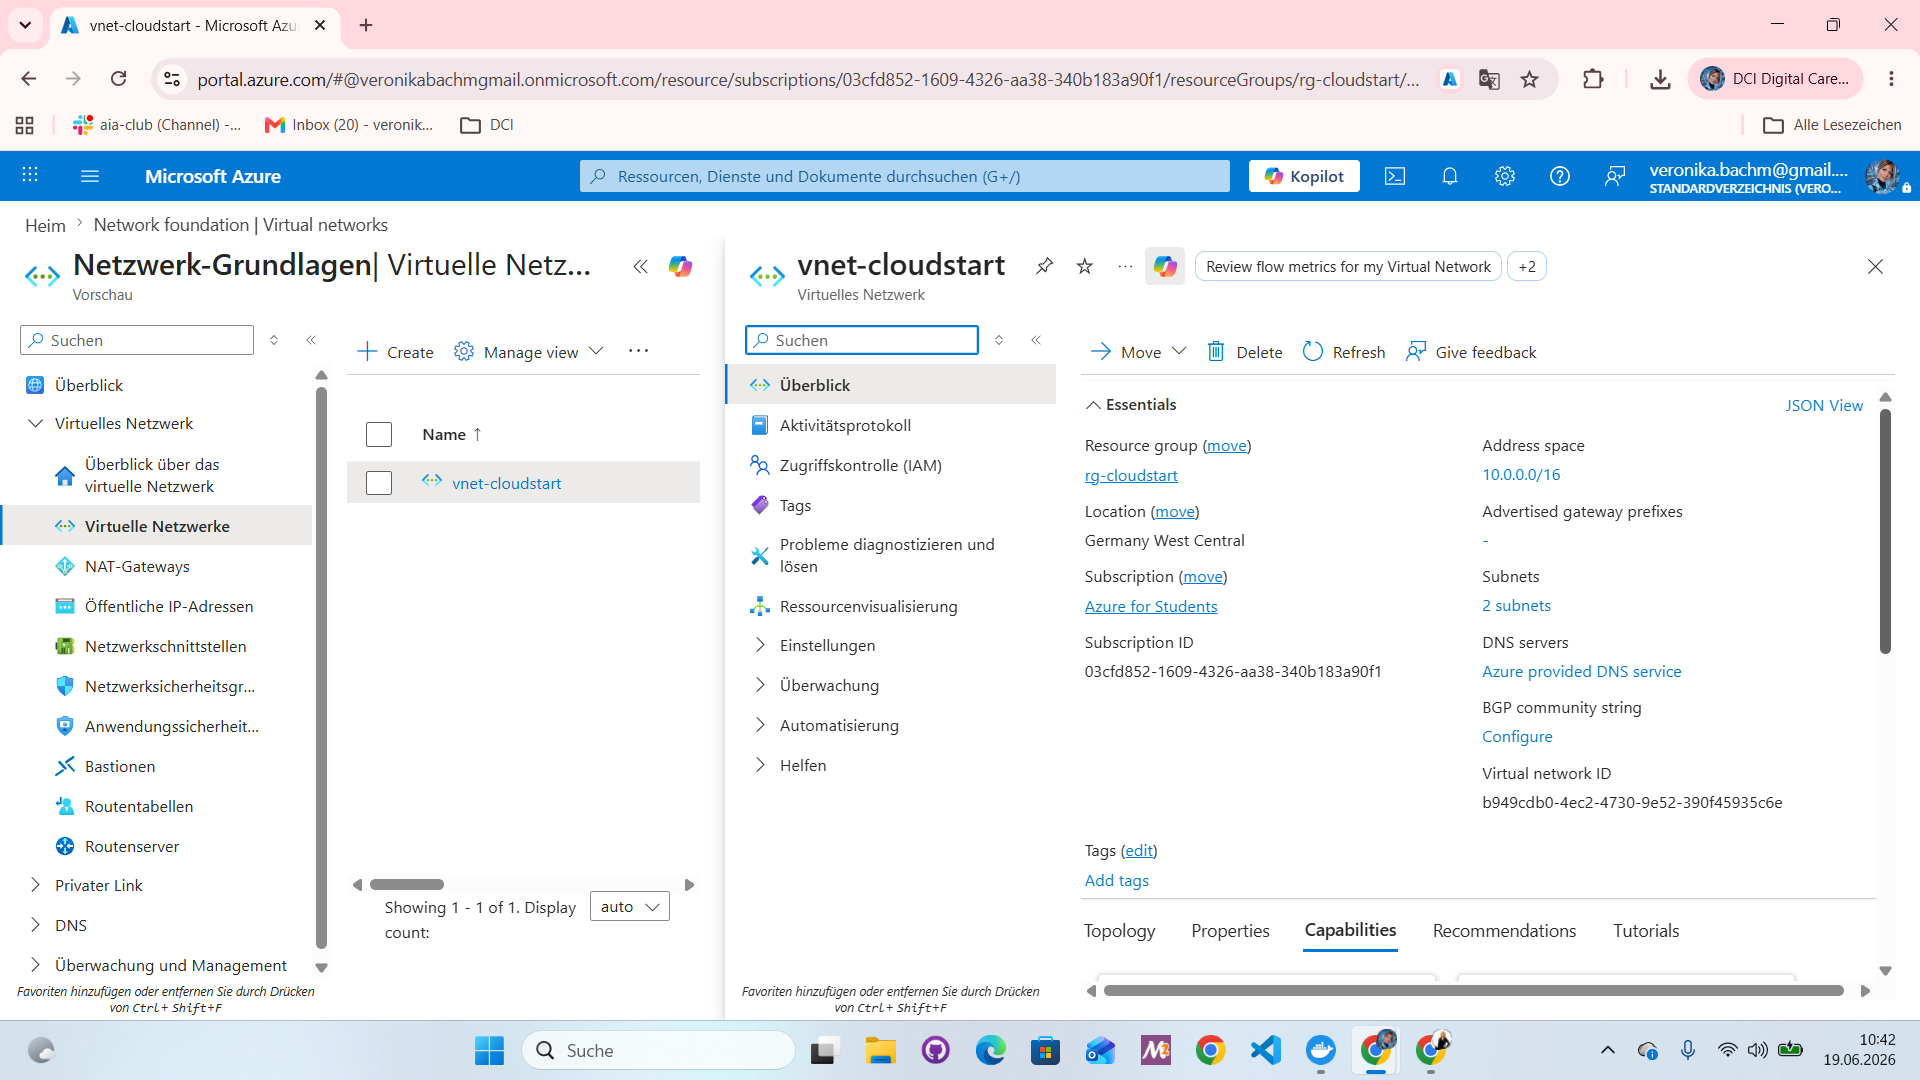 vnet-cloudstart - Microsoft Azu
portal.azure.com/#@veronikabachmgmail.onmicrosoft.com/resource/subscriptions/03cfd852-1609-4326-aa38-340b183a90f1/resourceGroups/rg-cloudstart/...
DCI Digital Care...
aia-club (Channel) -...
Inbox (20) - veronik...
DCI
Alle Lesezeichen
Microsoft Azure
Ressourcen, Dienste und Dokumente durchsuchen (G+/)
Copilot
veronika.bachm@gmail....
STANDARDVERZEICHNIS (VERO...
Heim
Network foundation | Virtual networks
Netzwerk-Grundlagen| Virtuelle Netz...
Vorschau
Suchen
Überblick
Virtuelles Netzwerk
Überblick über das
virtuelle Netzwerk
Virtuelle Netzwerke
NAT-Gateways
Öffentliche IP-Adressen
Netzwerkschnittstellen
Netzwerksicherheitsgr...
Anwendungssicherheit...
Bastionen
Routentabellen
Routenserver
Privater Link
DNS
Überwachung und Management
Favoriten hinzufügen oder entfernen Sie durch Drücken
von Ctrl+ Shift+F
Create
Manage view
Name ↑
vnet-cloudstart
Showing 1 - 1 of 1. Display
count:
auto
vnet-cloudstart
Virtuelles Netzwerk
Review flow metrics for my Virtual Network
+2
Suchen
Überblick
Aktivitätsprotokoll
Zugriffskontrolle (IAM)
Tags
Probleme diagnostizieren und
lösen
Ressourcenvisualisierung
Einstellungen
Überwachung
Automatisierung
Helfen
Favoriten hinzufügen oder entfernen Sie durch Drücken
von Ctrl+ Shift+F
Move
Delete
Refresh
Give feedback
Essentials
JSON View
Resource group (move)
rg-cloudstart
Location (move)
Germany West Central
Subscription (move)
Azure for Students
Subscription ID
03cfd852-1609-4326-aa38-340b183a90f1
Address space
10.0.0.0/16
Advertised gateway prefixes
-
Subnets
2 subnets
DNS servers
Azure provided DNS service
BGP community string
Configure
Virtual network ID
b949cdb0-4ec2-4730-9e52-390f45935c6e
Tags (edit)
Add tags
Topology
Properties
Capabilities
Recommendations
Tutorials
Suche
10:42
19.06.2026